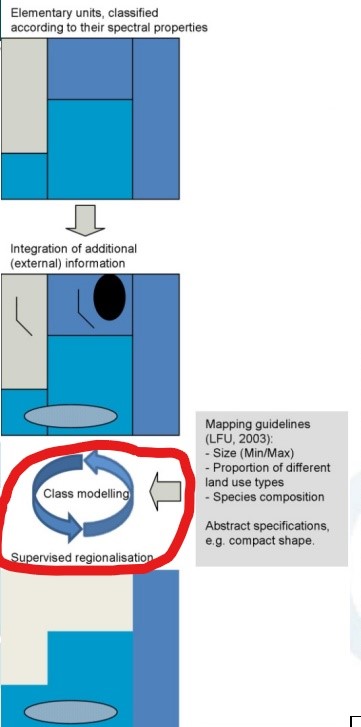 Elementary units, classified
according to their spectral properties
Integration of additional
(external) information
Mapping guidelines
(LFU, 2003):
- Size (Min/Max)
- Proportion of different
land use types
- Species composition
Abstract specifications,
e.g. compact shape.
Class modelling
Supervised regionalisation